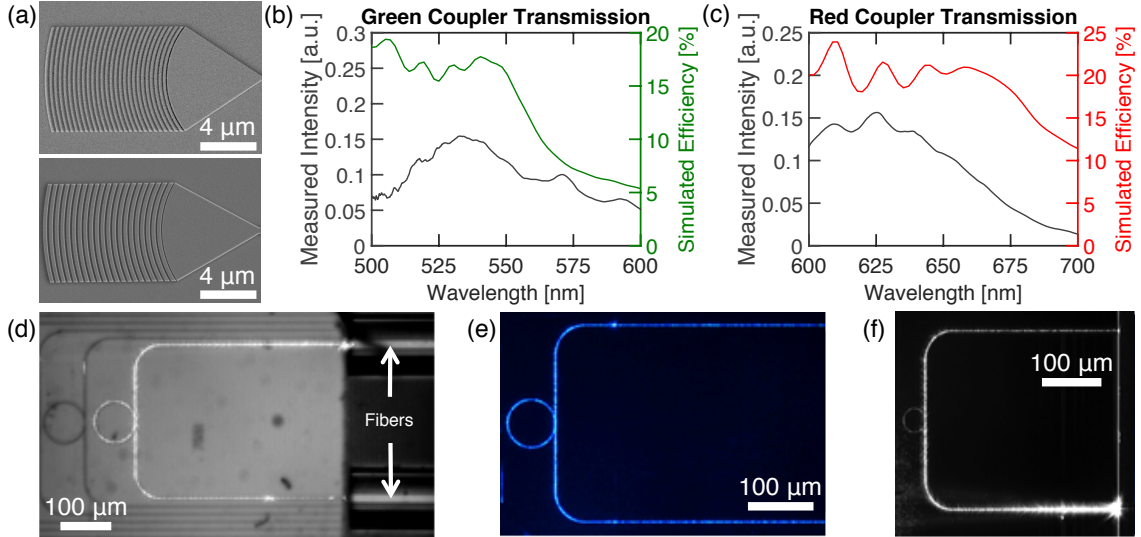 (a)
4 µm
4 µm
(b)
Green Coupler Transmission
Measured Intensity [a.u.]
0.3
0.25
0.2
0.15
0.1
0.05
0
20
15
10
5
0
Simulated Efficiency [%]
500 525 550 575 600
Wavelength [nm]
(c)
Red Coupler Transmission
Measured Intensity [a.u.]
0.25
0.2
0.15
0.1
0.05
0
30
25
20
15
10
5
0
Simulated Efficiency [%]
600 625 650 675 700
Wavelength [nm]
(d)
Fibers
100 µm
(e)
100 µm
(f)
100 µm